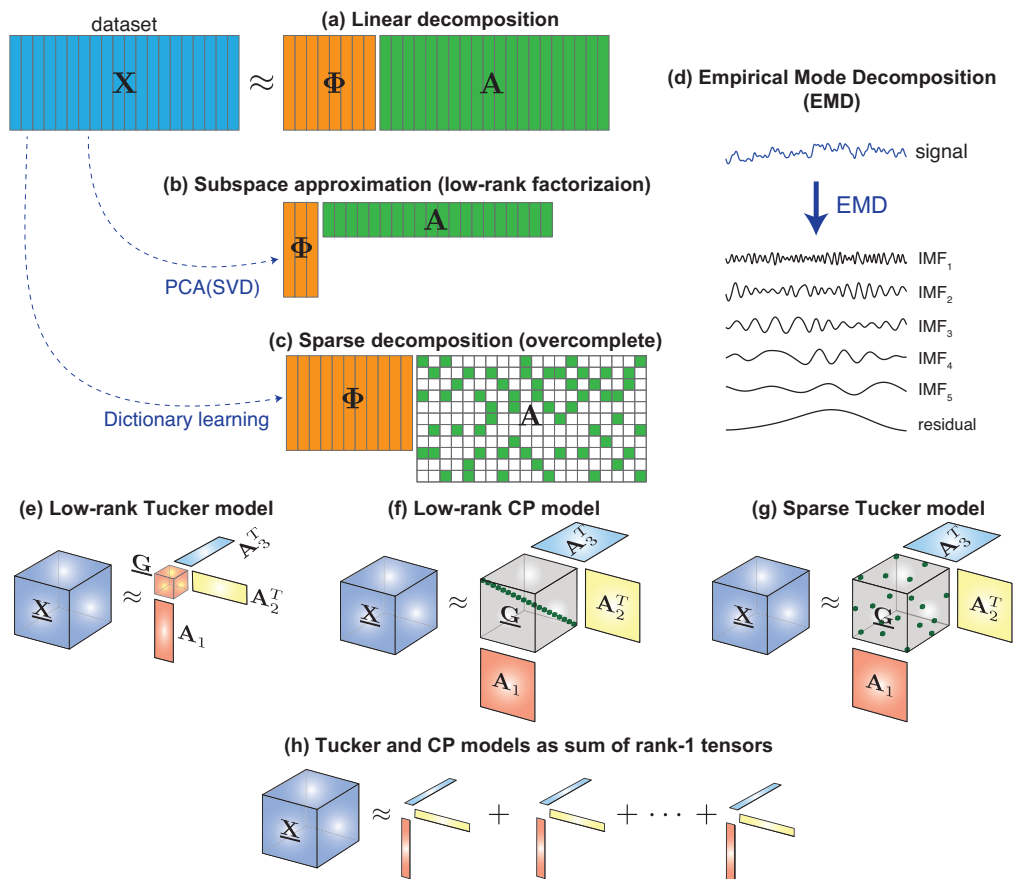 dataset
(a) Linear decomposition
X ≈ Φ A
(b) Subspace approximation (low-rank factorizaion)
Φ A
PCA(SVD)
(c) Sparse decomposition (overcomplete)
Φ A
Dictionary learning
(d) Empirical Mode Decomposition
(EMD)
signal
EMD
IMF₁
IMF₂
IMF₃
IMF₄
IMF₅
residual
(e) Low-rank Tucker model
X ≈ G A₁ A₂ᵀ A₃ᵀ
(f) Low-rank CP model
X ≈ G A₁ A₂ᵀ A₃ᵀ
(g) Sparse Tucker model
X ≈ G A₁ A₂ᵀ A₃ᵀ
(h) Tucker and CP models as sum of rank-1 tensors
X ≈ + + ⋯ +